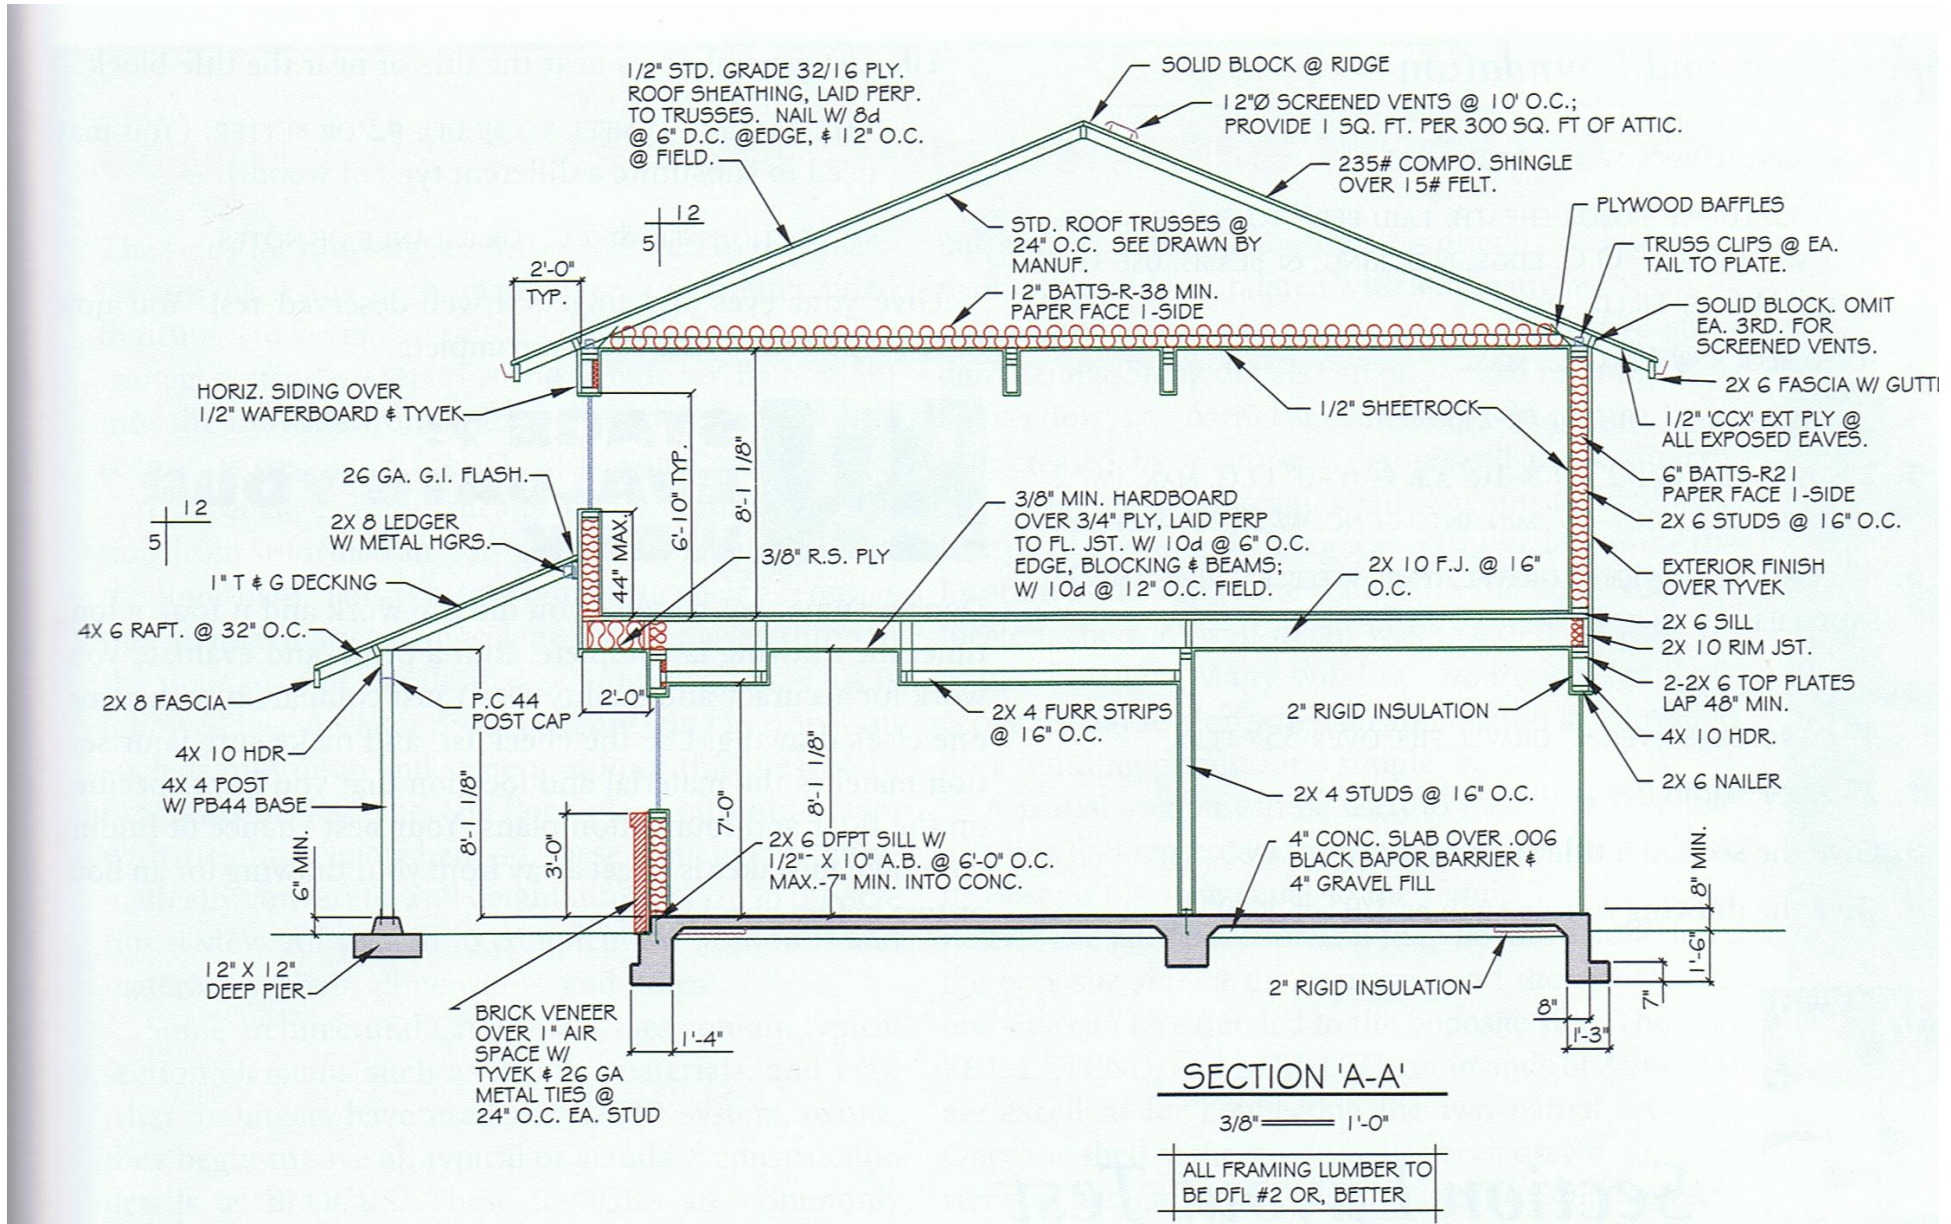 1/2" STD. GRADE 32/16 PLY.
ROOF SHEATHING, LAID PERP.
TO TRUSSES. NAIL W/ 8d
@ 6" D.C. @EDGE, & 12" O.C.
@ FIELD.
SOLID BLOCK @ RIDGE
12"Ø SCREENED VENTS @ 10' O.C.;
PROVIDE 1 SQ. FT. PER 300 SQ. FT OF ATTIC.
235# COMPO. SHINGLE
OVER 15# FELT.
PLYWOOD BAFFLES
TRUSS CLIPS @ EA.
TAIL TO PLATE.
SOLID BLOCK. OMIT
EA. 3RD. FOR
SCREENED VENTS.
2X 6 FASCIA W/ GUTT
1/2" 'CCX' EXT PLY @
ALL EXPOSED EAVES.
12
5
STD. ROOF TRUSSES @
24" O.C. SEE DRAWN BY
MANUF.
12" BATTS-R-38 MIN.
PAPER FACE 1-SIDE
2'-0"
TYP.
HORIZ. SIDING OVER
1/2" WAFERBOARD & TYVEK
1/2" SHEETROCK
26 GA. G.I. FLASH.
12
5
2X 8 LEDGER
W/ METAL HGRS.
1" T & G DECKING
4X 6 RAFT. @ 32" O.C.
2X 8 FASCIA
44" MAX.
6'-10" TYP.
8'-1 1/8"
3/8" R.S. PLY
3/8" MIN. HARDBOARD
OVER 3/4" PLY, LAID PERP
TO FL. JST. W/ 10d @ 6" O.C.
EDGE, BLOCKING & BEAMS;
W/ 10d @ 12" O.C. FIELD.
2X 10 F.J. @ 16"
O.C.
6" BATTS-R21
PAPER FACE 1-SIDE
2X 6 STUDS @ 16" O.C.
EXTERIOR FINISH
OVER TYVEK
2X 6 SILL
2X 10 RIM JST.
2-2X 6 TOP PLATES
LAP 48" MIN.
4X 10 HDR.
2X 6 NAILER
P.C 44
POST CAP
2'-0"
2X 4 FURR STRIPS
@ 16" O.C.
2" RIGID INSULATION
4X 10 HDR
4X 4 POST
W/ PB44 BASE
6" MIN.
8'-1 1/8"
3'-0"
7'-0"
8'-1 1/8"
2X 4 STUDS @ 16" O.C.
2X 6 DFPT SILL W/
1/2"- X 10" A.B. @ 6'-0" O.C.
MAX.-7" MIN. INTO CONC.
4" CONC. SLAB OVER .006
BLACK BAPOR BARRIER &
4" GRAVEL FILL
8" MIN.
1'-6"
7"
8"
1'-3"
12" X 12"
DEEP PIER
2" RIGID INSULATION
BRICK VENEER
OVER 1" AIR
SPACE W/
TYVEK & 26 GA
METAL TIES @
24" O.C. EA. STUD
1'-4"
SECTION 'A-A'
3/8" 1'-0"
ALL FRAMING LUMBER TO
BE DFL #2 OR, BETTER